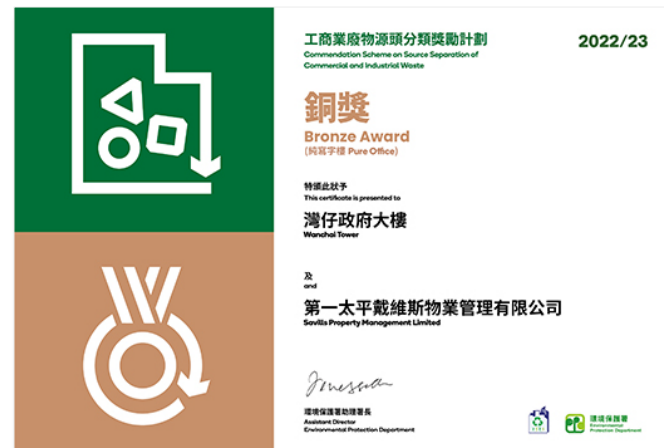 工商業廢物源頭分類獎勵計劃
2022/23
Commendation Scheme on Source Separation of
Commercial and Industrial Waste
銅獎
Bronze Award
(純寫字樓 Pure Office)
特頒此狀予
This certificate is presented to
灣仔政府大樓
Wanchai Tower
及
and
第一太平戴維斯物業管理有限公司
Savills Property Management Limited
環境保護署助理署長
Assistant Director
Environmental Protection Department
環境保護署
Environmental
Protection Department